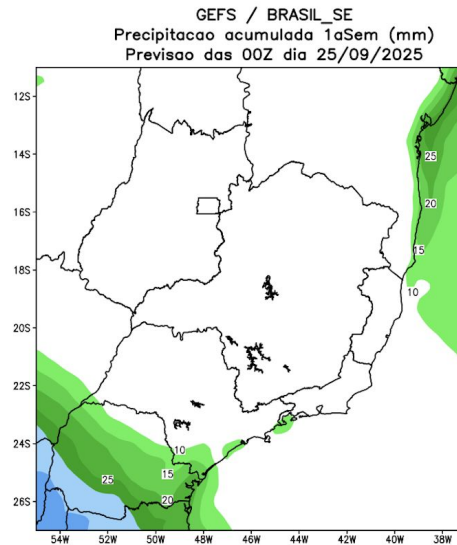 GEFS / BRASIL_SE
Precipitacao acumulada 1aSem (mm)
Previsao das 00Z dia 25/09/2025
12S
14S
16S
18S
20S
22S
24S
26S
25
20
15
10
10
15
25
20
54W 52W 50W 48W 46W 44W 42W 40W 38W